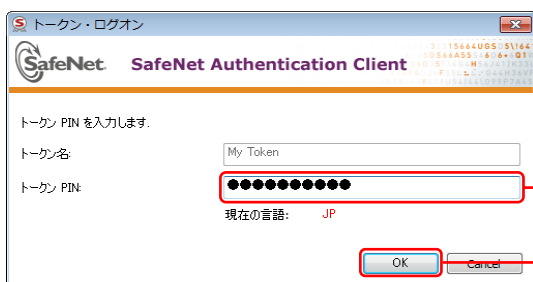 トークン・ログオン
SafeNet. SafeNet Authentication Client
トークン PIN を入力します.
トークン名: My Token
トークン PIN: ●●●●●●●●●●
現在の言語: JP
OK Cancel